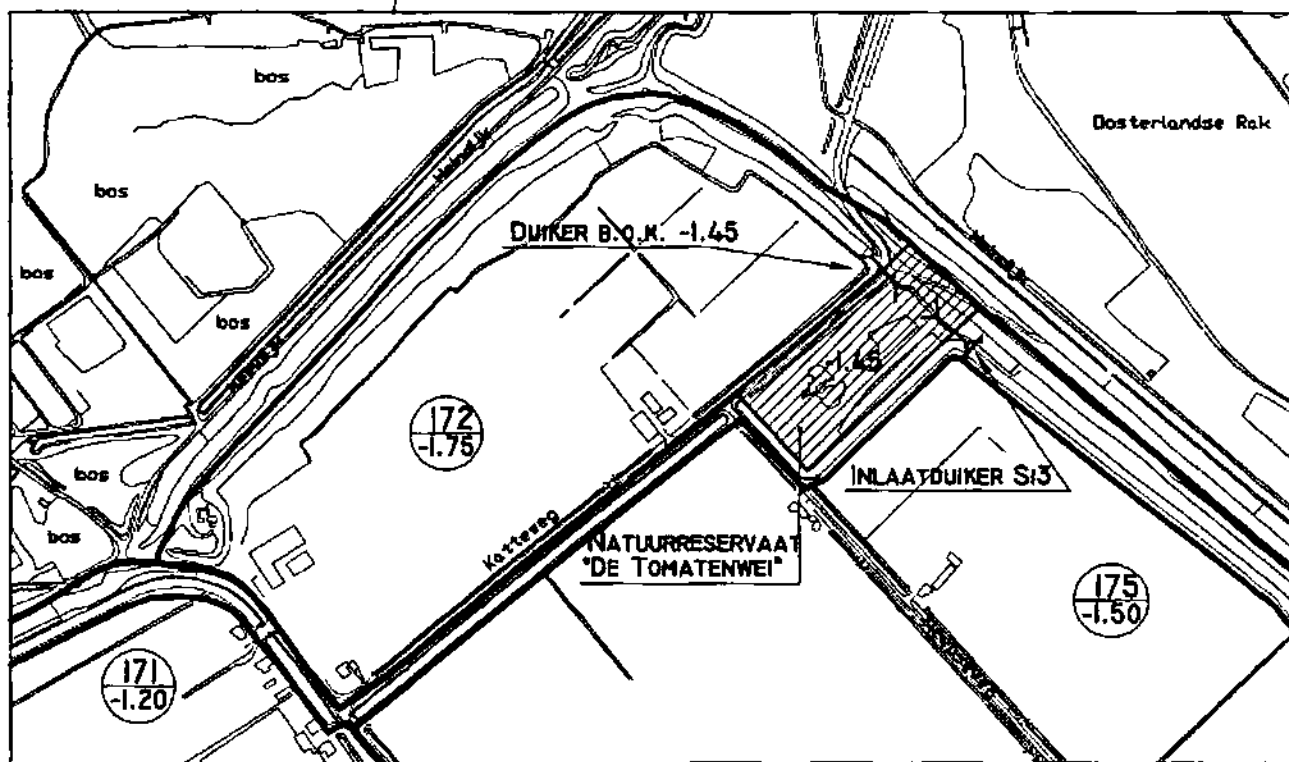 bos
Oosterlandse Rak
bos
DUIKER B.O.K. -1.45
bos
bos
-1.45
172
-1.75
bos
INLAATDUIKER S13
bos
Katteweg
NATUURRESERVAAT
"DE TOMATENWEI"
175
-1.50
171
-1.20